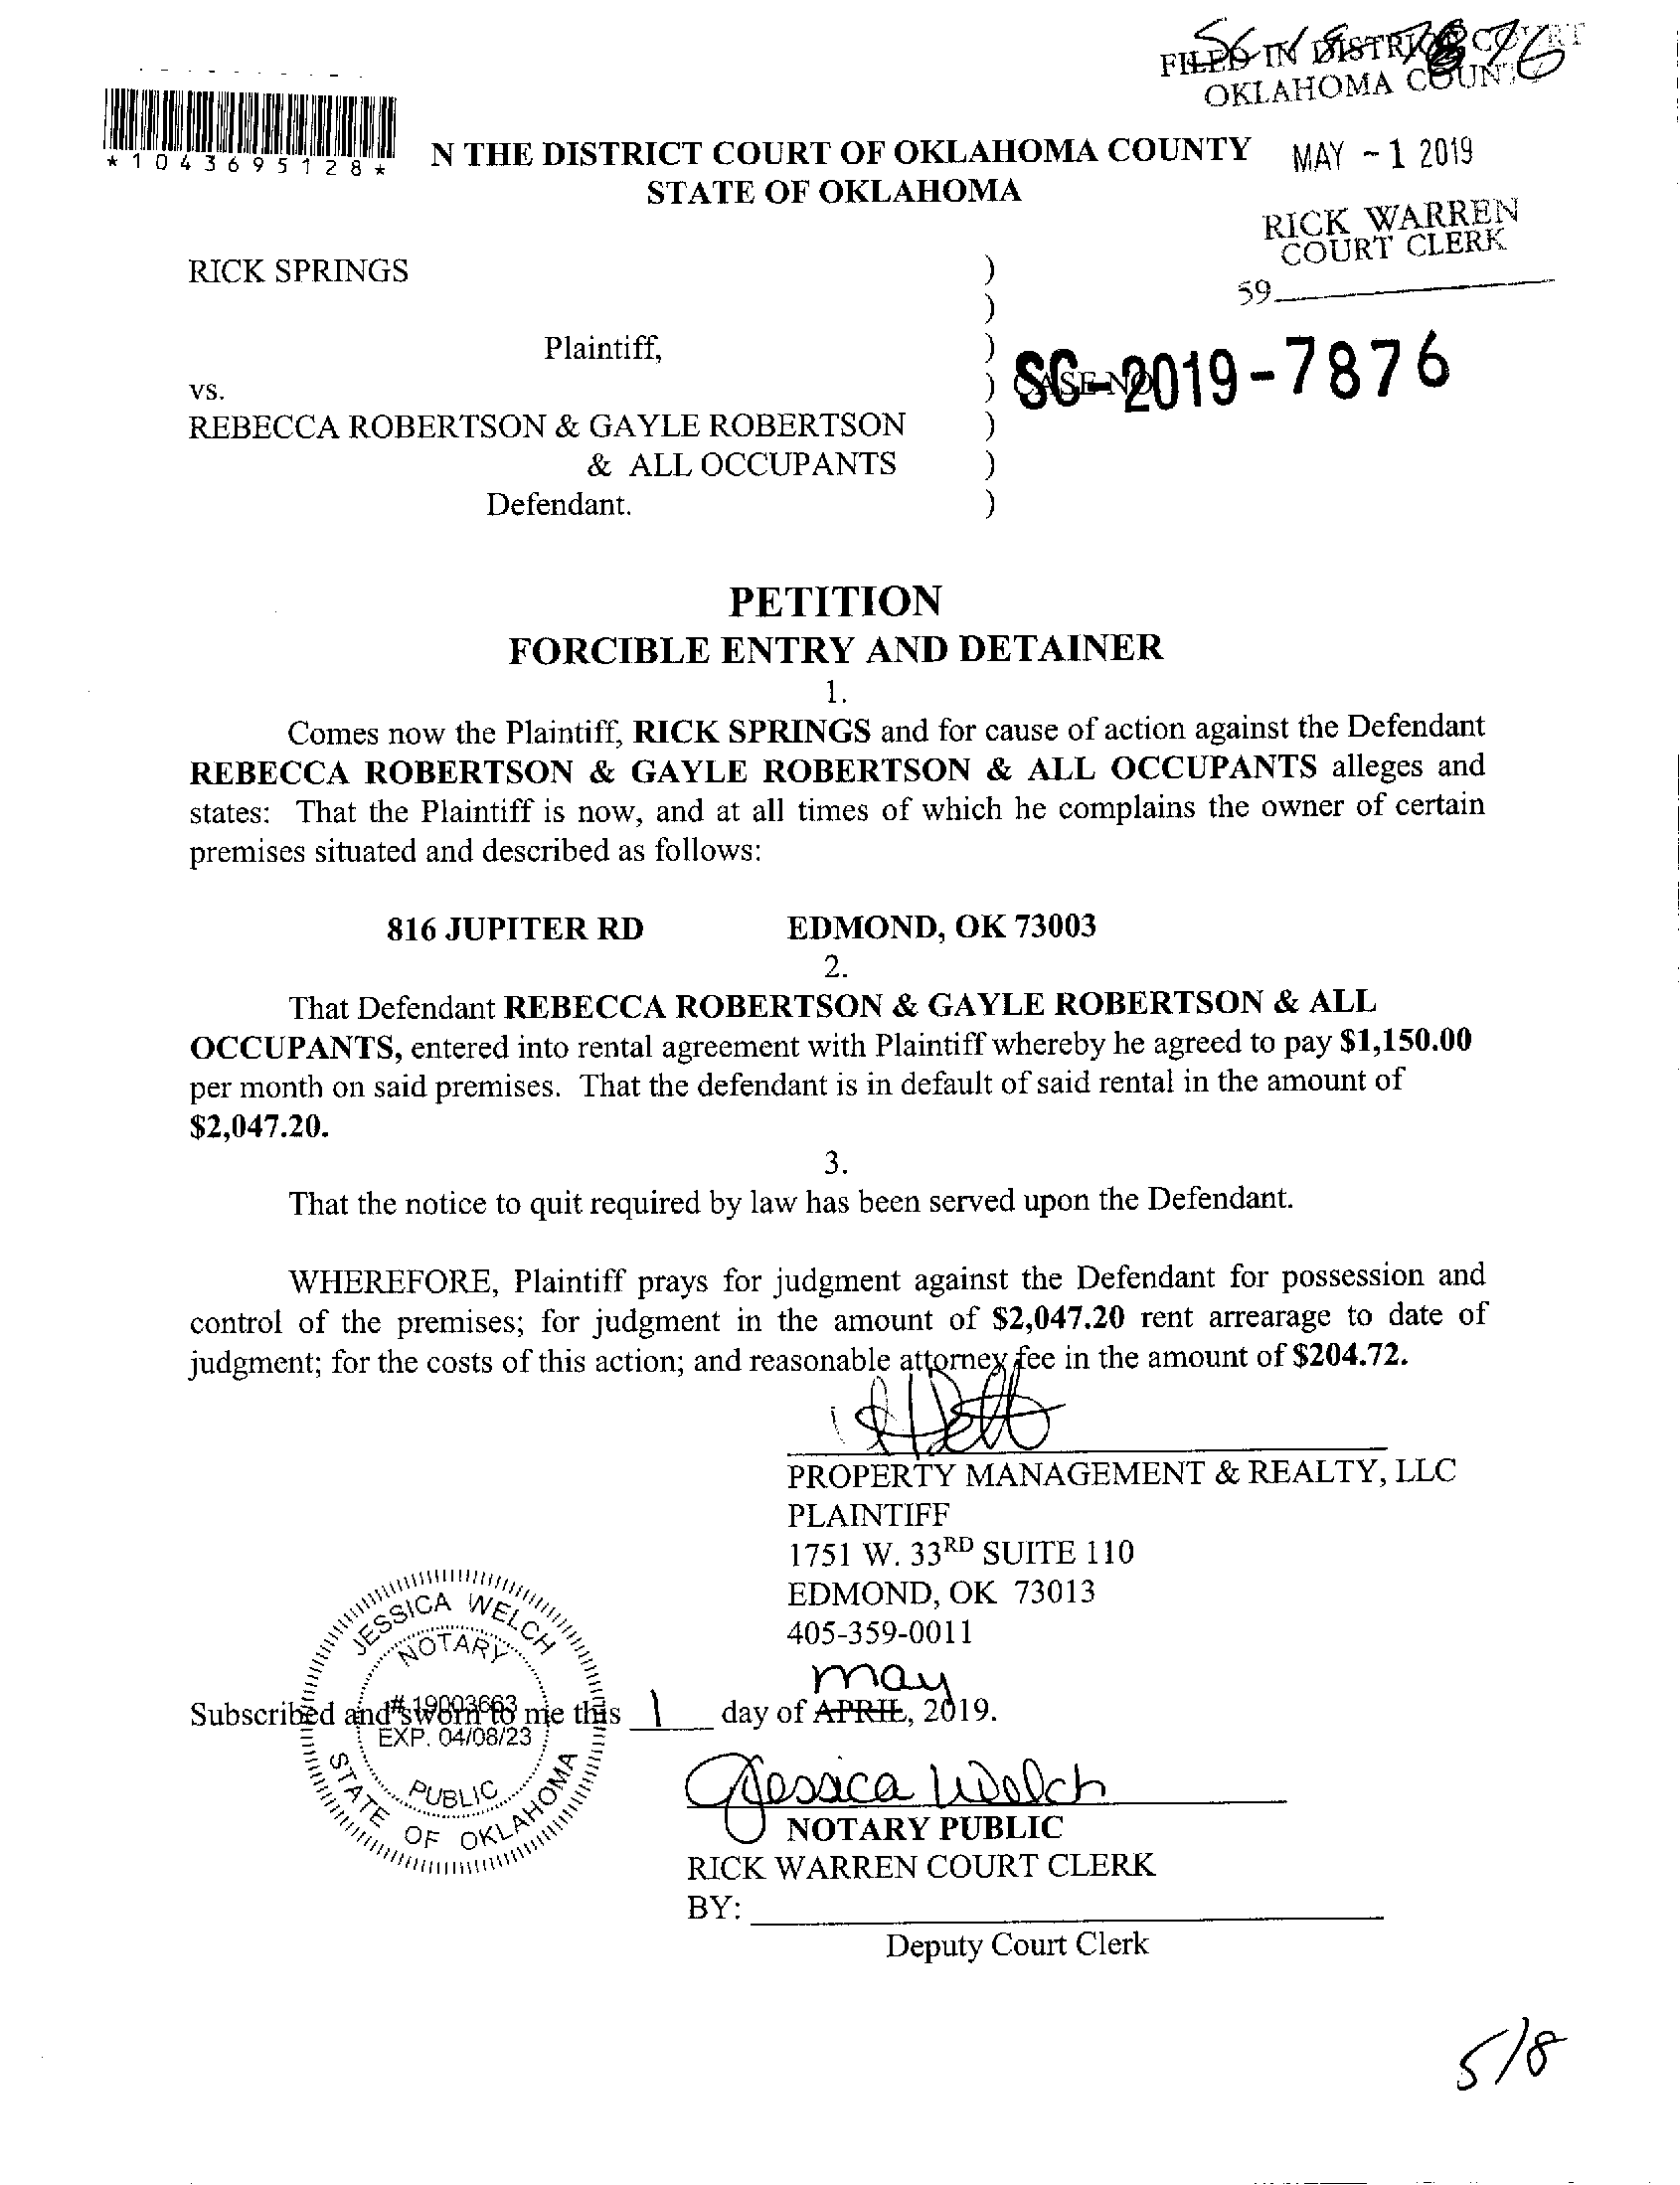 FILED IN DISTRICT COURT
OKLAHOMA COUNTY
*1043695128*
N THE DISTRICT COURT OF OKLAHOMA COUNTY
MAY - 1 2019
STATE OF OKLAHOMA
RICK WARREN
COURT CLERK
59
RICK SPRINGS )
)
Plaintiff, )
SC-2019-7876
vs. ) CASE NO
REBECCA ROBERTSON & GAYLE ROBERTSON )
& ALL OCCUPANTS )
Defendant. )
PETITION
FORCIBLE ENTRY AND DETAINER
1.
Comes now the Plaintiff, RICK SPRINGS and for cause of action against the Defendant
REBECCA ROBERTSON & GAYLE ROBERTSON & ALL OCCUPANTS alleges and
states: That the Plaintiff is now, and at all times of which he complains the owner of certain
premises situated and described as follows:
816 JUPITER RD EDMOND, OK 73003
2.
That Defendant REBECCA ROBERTSON & GAYLE ROBERTSON & ALL
OCCUPANTS, entered into rental agreement with Plaintiff whereby he agreed to pay $1,150.00
per month on said premises. That the defendant is in default of said rental in the amount of
$2,047.20.
3.
That the notice to quit required by law has been served upon the Defendant.
WHEREFORE, Plaintiff prays for judgment against the Defendant for possession and
control of the premises; for judgment in the amount of $2,047.20 rent arrearage to date of
judgment; for the costs of this action; and reasonable attorney fee in the amount of $204.72.
PROPERTY MANAGEMENT & REALTY, LLC
PLAINTIFF
1751 W. 33RD SUITE 110
EDMOND, OK 73013
405-359-0011
may
Subscribed and sworn to me this 1 day of APRIL, 2019.
JESSICA WELCH
NOTARY
# 19003663
EXP. 04/08/23
PUBLIC
STATE OF OKLAHOMA
Jessica Welch
NOTARY PUBLIC
RICK WARREN COURT CLERK
BY:
Deputy Court Clerk
5/8